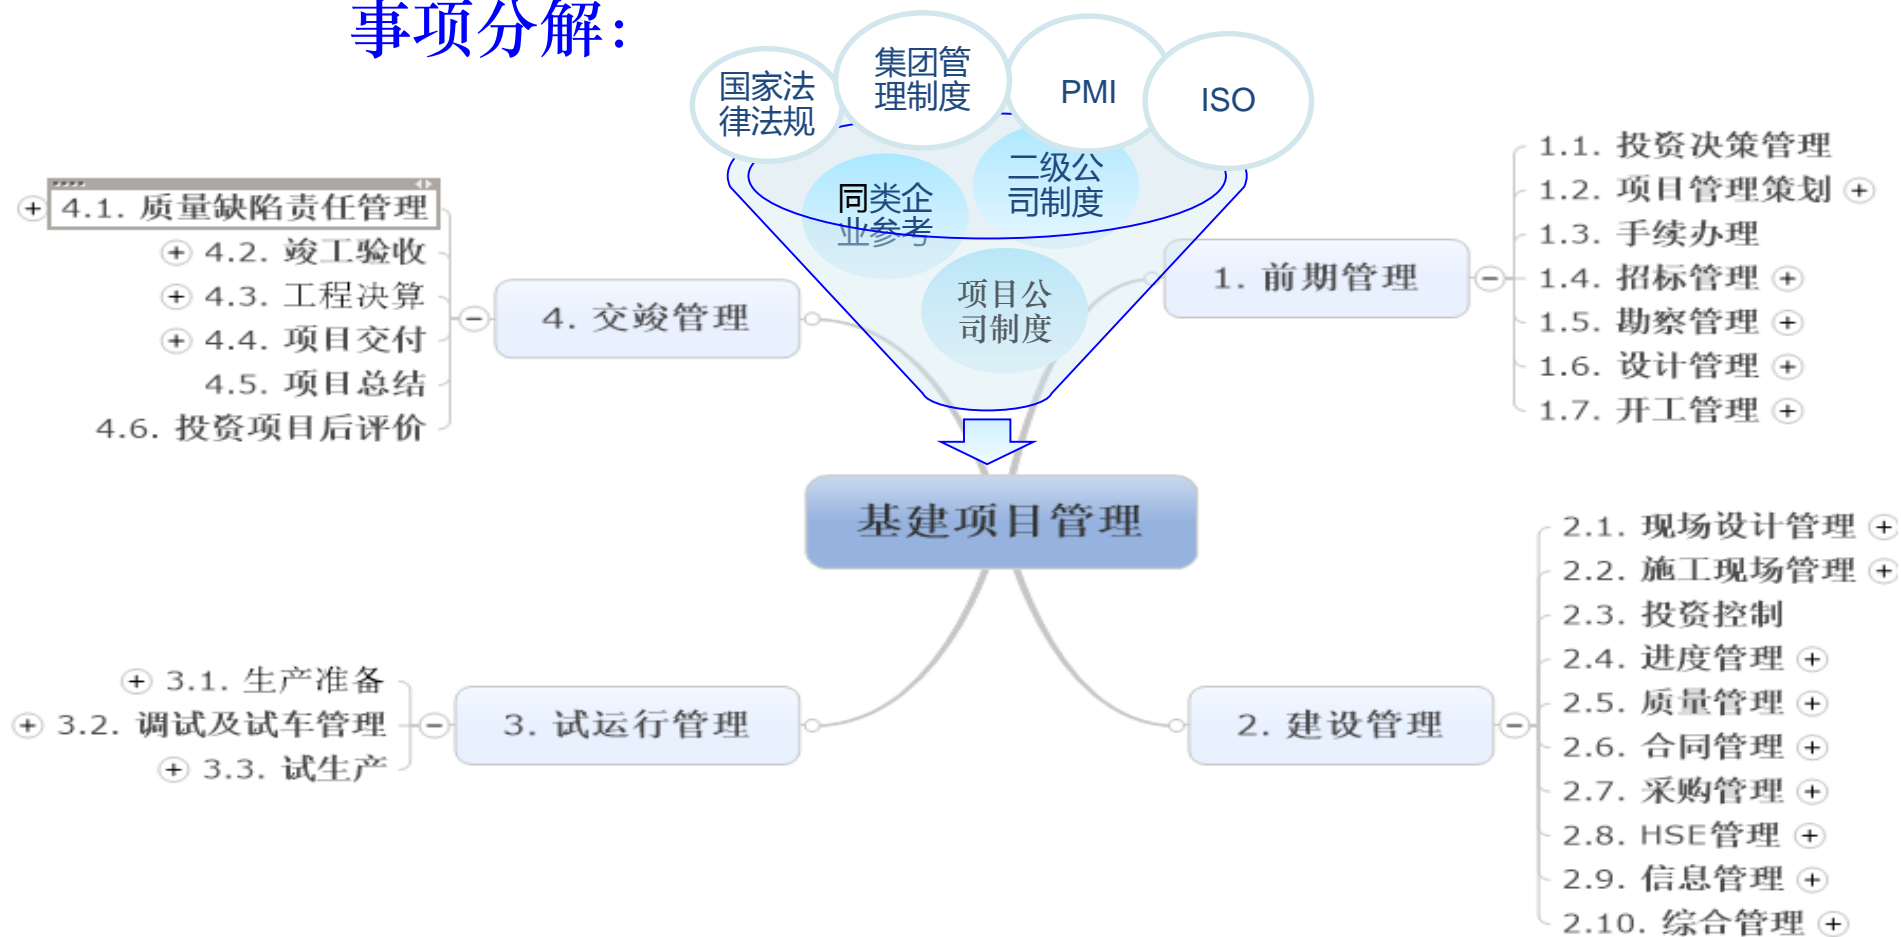 事项分解：
国家法
律法规
集团管
理制度
PMI
ISO
同类企
业参考
二级公
司制度
项目公
司制度
基建项目管理
1. 前期管理
1.1. 投资决策管理
1.2. 项目管理策划
1.3. 手续办理
1.4. 招标管理
1.5. 勘察管理
1.6. 设计管理
1.7. 开工管理
2. 建设管理
2.1. 现场设计管理
2.2. 施工现场管理
2.3. 投资控制
2.4. 进度管理
2.5. 质量管理
2.6. 合同管理
2.7. 采购管理
2.8. HSE管理
2.9. 信息管理
2.10. 综合管理
3. 试运行管理
3.1. 生产准备
3.2. 调试及试车管理
3.3. 试生产
4. 交竣管理
4.1. 质量缺陷责任管理
4.2. 竣工验收
4.3. 工程决算
4.4. 项目交付
4.5. 项目总结
4.6. 投资项目后评价